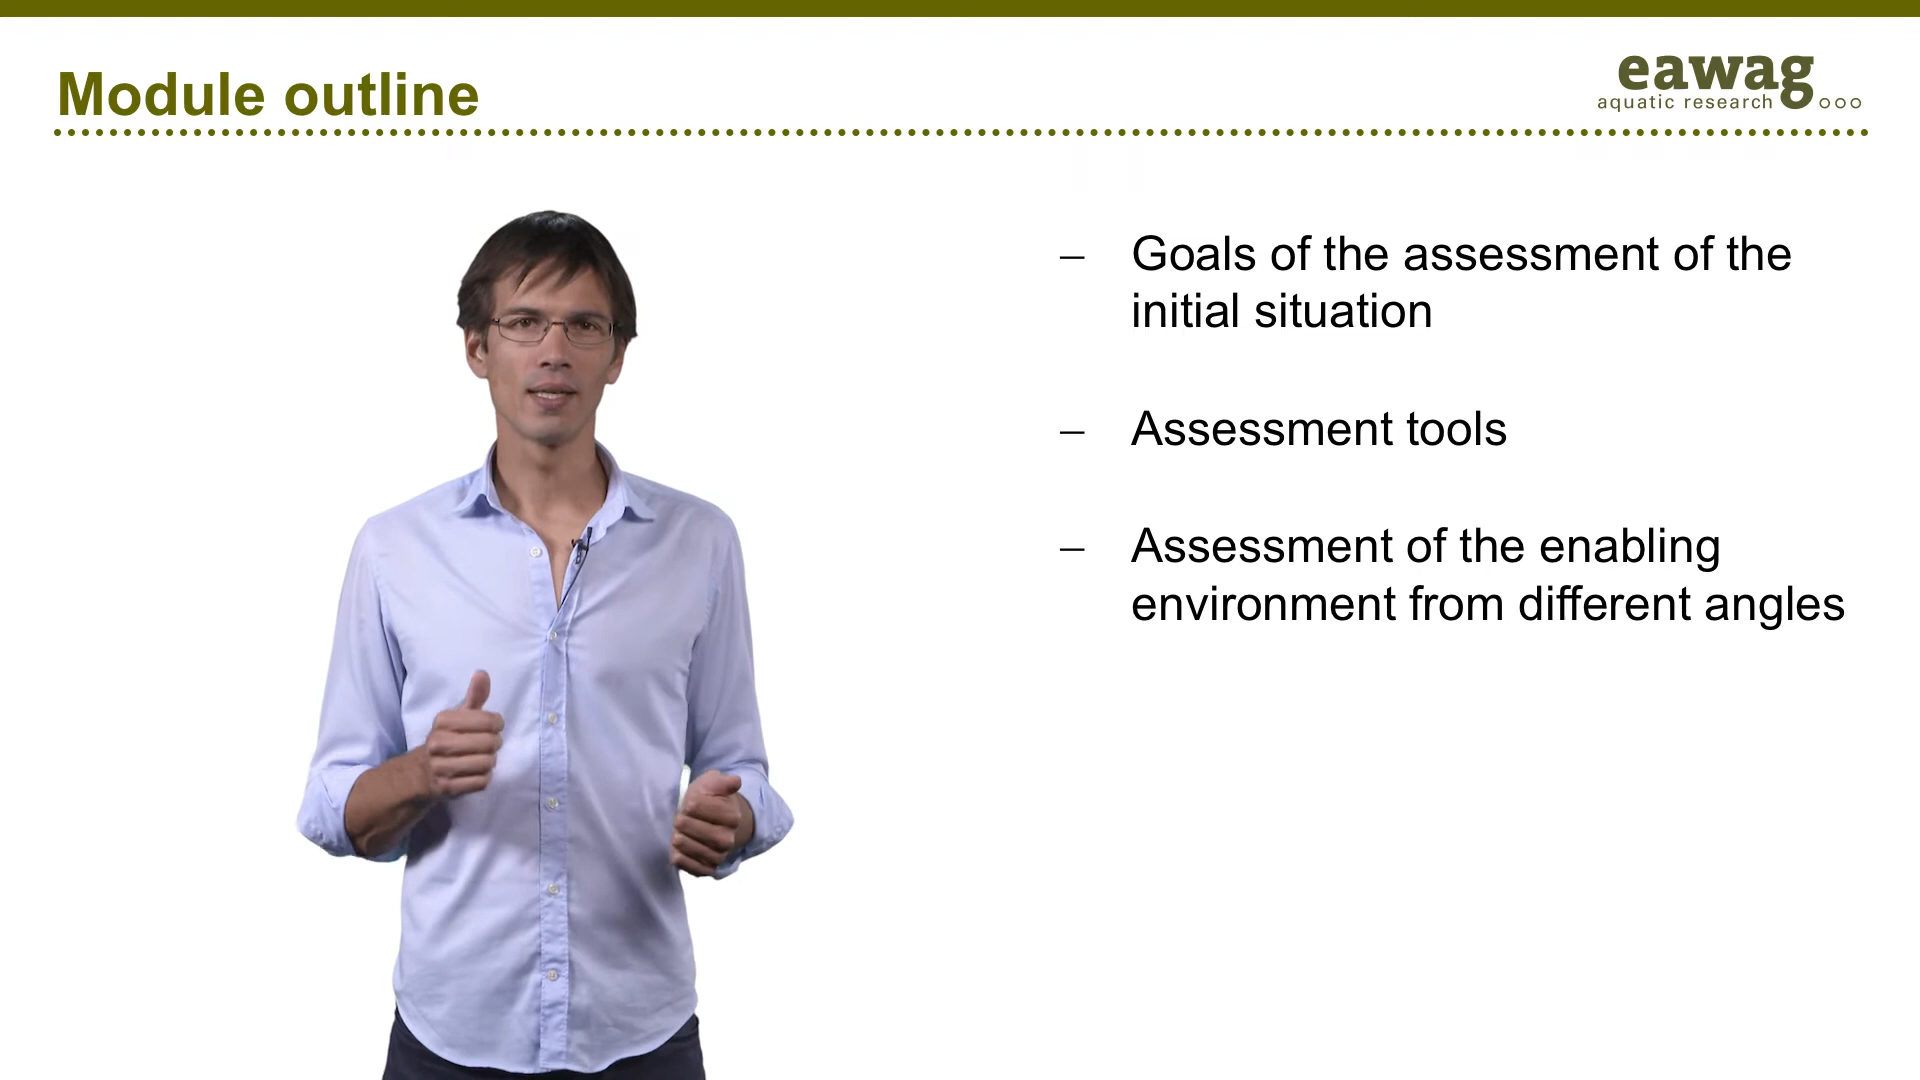 Module outline
eawag
aquatic research
– Goals of the assessment of the
initial situation
– Assessment tools
– Assessment of the enabling
environment from different angles